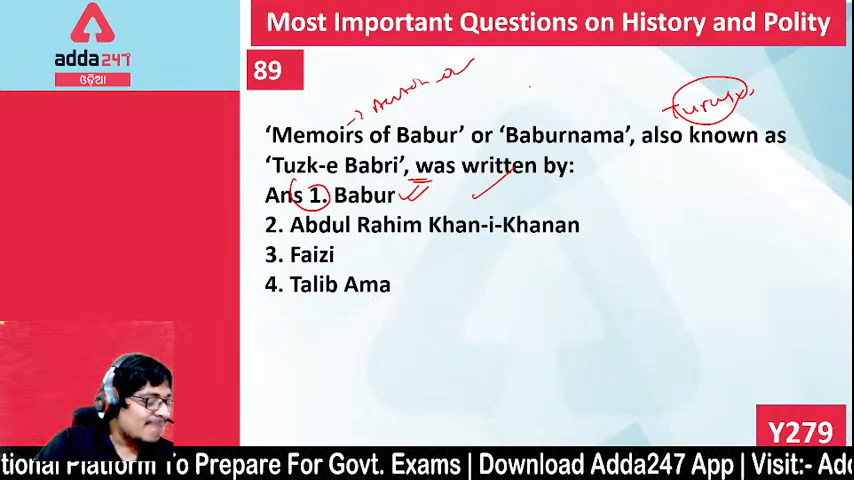 Most Important Questions on History and Polity
adda247
ଓଡ଼ିଆ
89
'Memoirs of Babur' or 'Baburnama', also known as
'Tuzk-e Babri', was written by:
Ans 1. Babur
2. Abdul Rahim Khan-i-Khanan
3. Faizi
4. Talib Ama
Y279
tional Platform To Prepare For Govt. Exams | Download Adda247 App | Visit:- Add